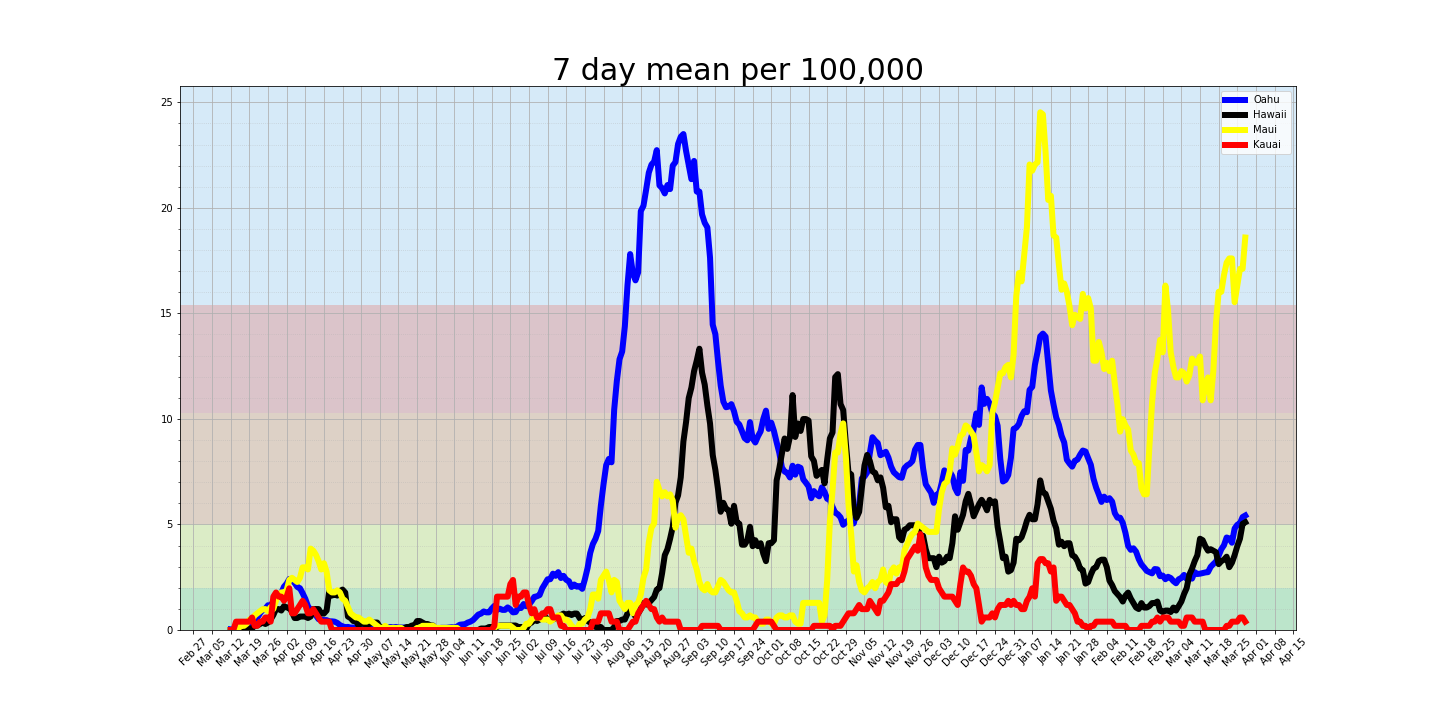 7 day mean per 100,000
25
20
15
10
5
0
Oahu
Hawaii
Maui
Kauai
Feb 27
Mar 05
Mar 12
Mar 19
Mar 26
Apr 02
Apr 09
Apr 16
Apr 23
Apr 30
May 07
May 14
May 21
May 28
Jun 04
Jun 11
Jun 18
Jun 25
Jul 02
Jul 09
Jul 16
Jul 23
Jul 30
Aug 06
Aug 13
Aug 20
Aug 27
Sep 03
Sep 10
Sep 17
Sep 24
Oct 01
Oct 08
Oct 15
Oct 22
Oct 29
Nov 05
Nov 12
Nov 19
Nov 26
Dec 03
Dec 10
Dec 17
Dec 24
Dec 31
Jan 07
Jan 14
Jan 21
Jan 28
Feb 04
Feb 11
Feb 18
Feb 25
Mar 04
Mar 11
Mar 18
Mar 25
Apr 01
Apr 08
Apr 15